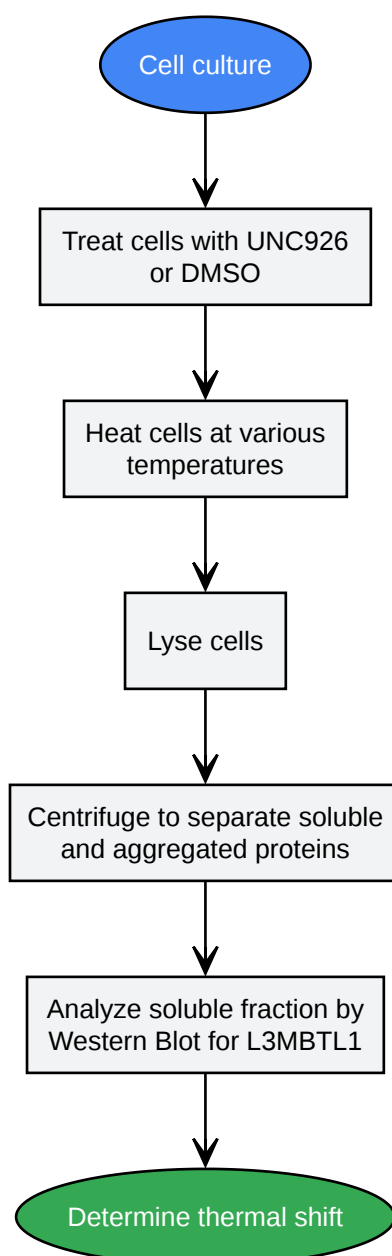 Cell culture
Treat cells with UNC926
or DMSO
Heat cells at various
temperatures
Lyse cells
Centrifuge to separate soluble
and aggregated proteins
Analyze soluble fraction by
Western Blot for L3MBTL1
Determine thermal shift